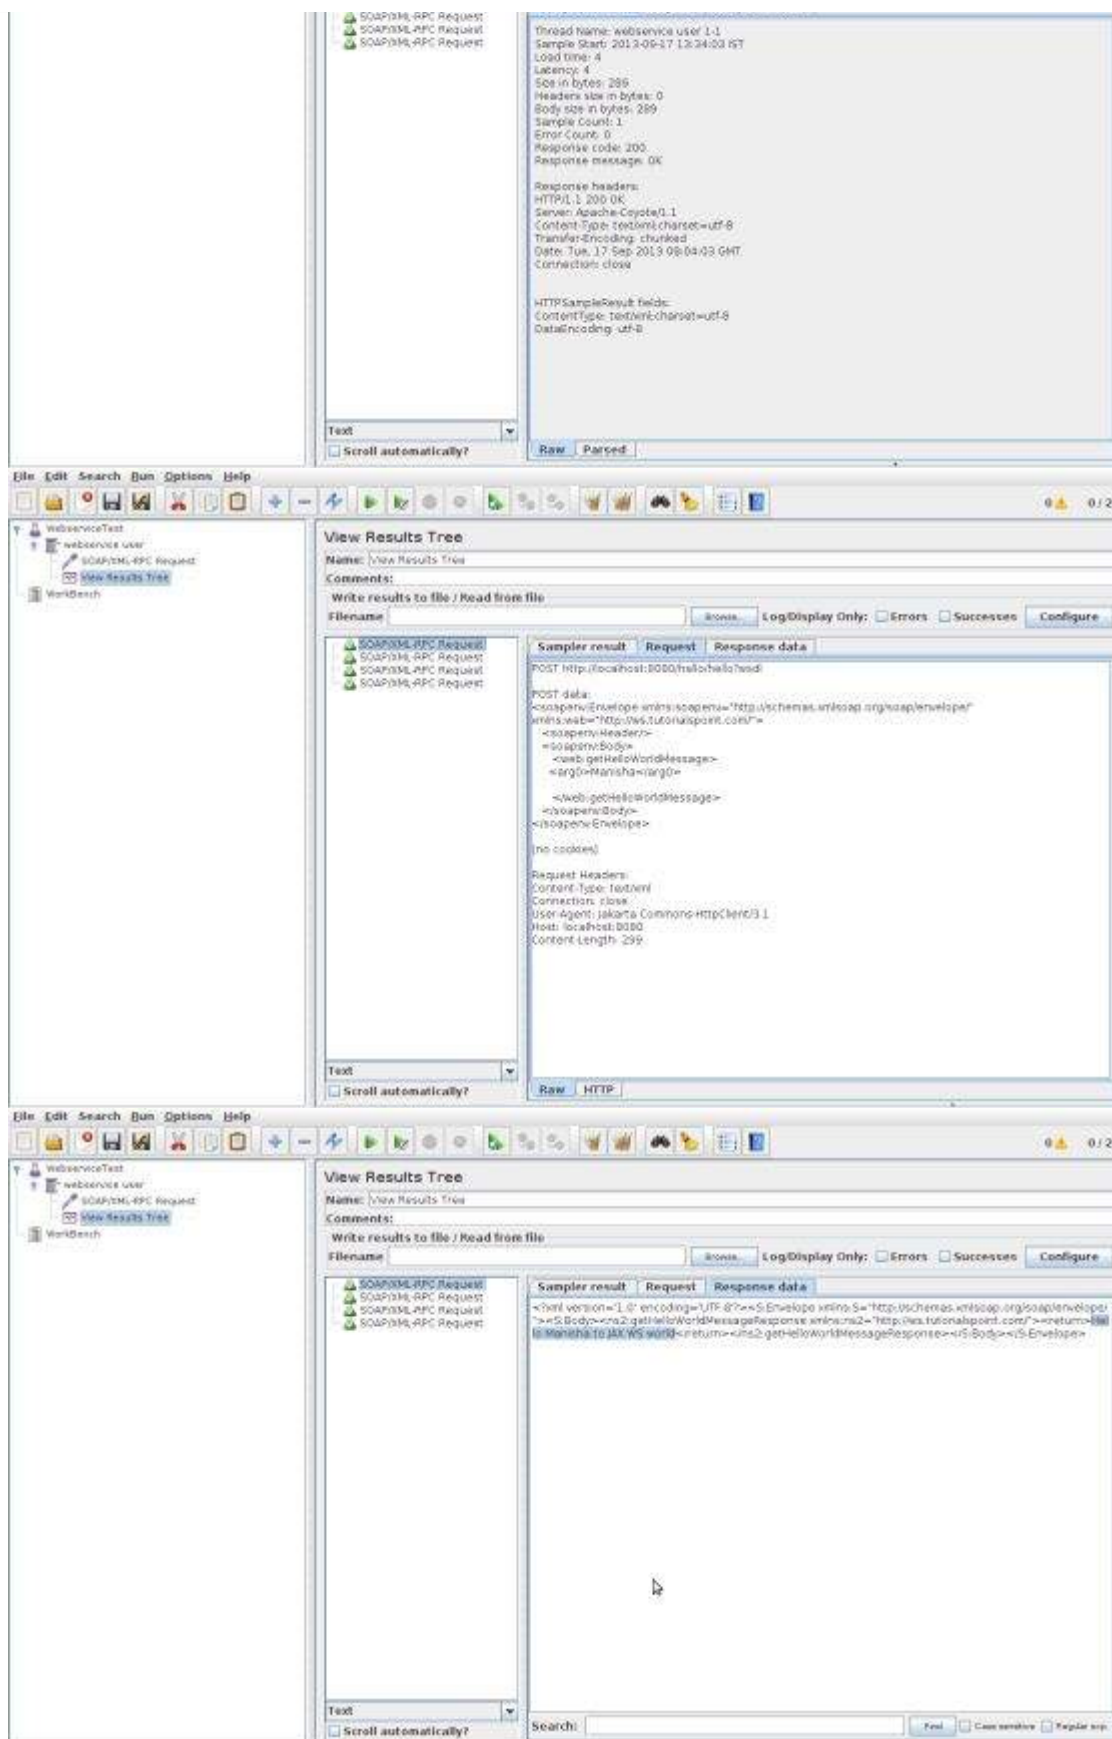 SOAP/XML-RPC Request
SOAP/XML-RPC Request
SOAP/XML-RPC Request
Thread Name: webservice user 1-1
Sample Start: 2013-09-17 13:34:03 IST
Load time: 4
Latency: 4
Size in bytes: 289
Headers size in bytes: 0
Body size in bytes: 289
Sample Count: 1
Error Count: 0
Response code: 200
Response message: OK
Response headers:
HTTP/1.1 200 OK
Server: Apache-Coyote/1.1
Content-Type: text/xml;charset=utf-8
Transfer-Encoding: chunked
Date: Tue, 17 Sep 2013 08:04:03 GMT
Connection: close
HTTPSampleResult fields:
ContentType: text/xml;charset=utf-8
DataEncoding: utf-8
Text
Scroll automatically?
Raw Parsed
File Edit Search Run Options Help
0 0 / 2
WebserviceTest
webservice user
SOAP/XML-RPC Request
View Results Tree
WorkBench
View Results Tree
Name: View Results Tree
Comments:
Write results to file / Read from file
Filename Browse... Log/Display Only: Errors Successes Configure
SOAP/XML-RPC Request
SOAP/XML-RPC Request
SOAP/XML-RPC Request
SOAP/XML-RPC Request
Sampler result Request Response data
POST http://localhost:8080/hello/hello?wsdl
POST data:
<soapenv:Envelope xmlns:soapenv="http://schemas.xmlsoap.org/soap/envelope/"
xmlns:web="http://ws.tutorialspoint.com/">
<soapenv:Header/>
<soapenv:Body>
<web:getHelloWorldMessage>
<arg0>Manisha</arg0>
</web:getHelloWorldMessage>
</soapenv:Body>
</soapenv:Envelope>
[no cookies]
Request Headers:
Content-Type: text/xml
Connection: close
User-Agent: Jakarta Commons-HttpClient/3.1
Host: localhost:8080
Content-Length: 299
Text
Scroll automatically?
Raw HTTP
File Edit Search Run Options Help
0 0 / 2
WebserviceTest
webservice user
SOAP/XML-RPC Request
View Results Tree
WorkBench
View Results Tree
Name: View Results Tree
Comments:
Write results to file / Read from file
Filename Browse... Log/Display Only: Errors Successes Configure
SOAP/XML-RPC Request
SOAP/XML-RPC Request
SOAP/XML-RPC Request
SOAP/XML-RPC Request
Sampler result Request Response data
<?xml version='1.0' encoding='UTF-8'?><S:Envelope xmlns:S="http://schemas.xmlsoap.org/soap/envelope/
"><S:Body><ns2:getHelloWorldMessageResponse xmlns:ns2="http://ws.tutorialspoint.com/"><return>Hel
lo Manisha to JAX WS world</return></ns2:getHelloWorldMessageResponse></S:Body></S:Envelope>
Text
Scroll automatically?
Search: Find Case sensitive Regular exp.